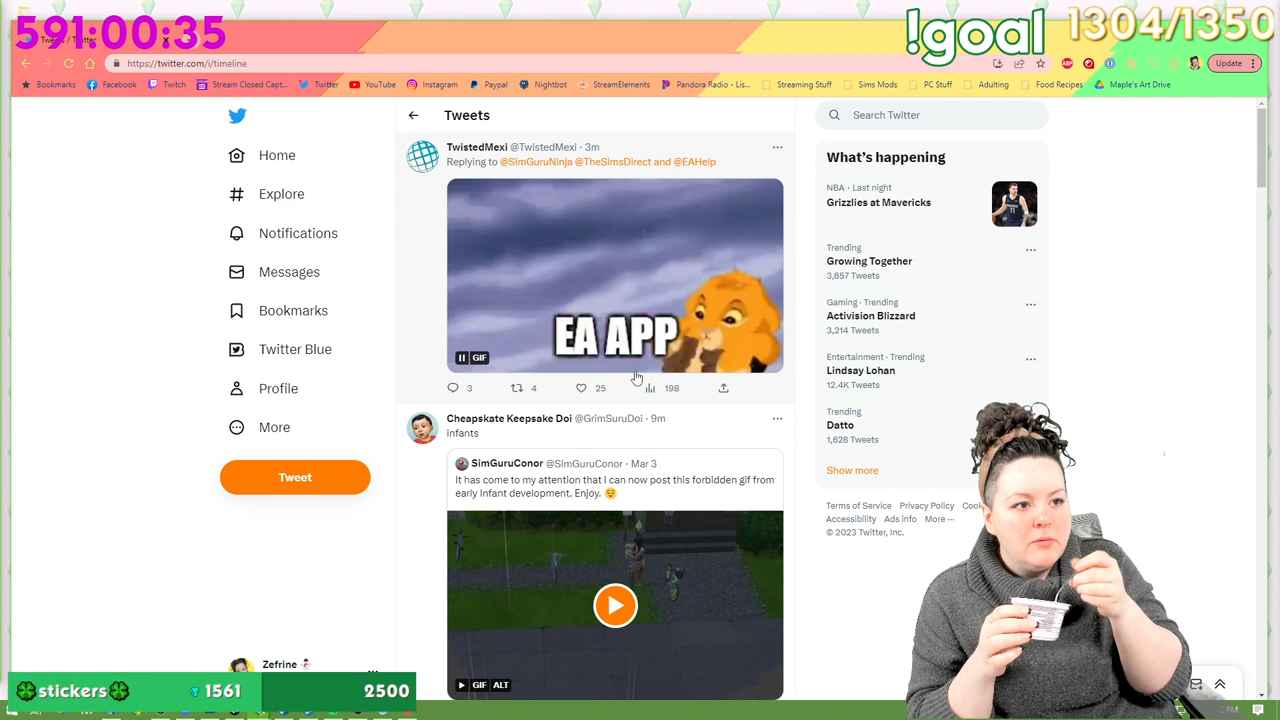 591:00:35
!goal
1304/1350
https://twitter.com/i/timeline
Update
Bookmarks
Facebook
Twitch
Stream Closed Capt...
Twitter
YouTube
Instagram
Paypal
Nightbot
StreamElements
Pandora Radio - Lis...
Streaming Stuff
Sims Mods
PC Stuff
Adulting
Food Recipes
Maple's Art Drive
Home
Explore
Notifications
Messages
Bookmarks
Twitter Blue
Profile
More
Tweet
Zefrine
Tweets
TwistedMexi @TwistedMexi · 3m
Replying to @SimGuruNinja @TheSimsDirect and @EAHelp
EA APP
GIF
3
4
25
198
Cheapskate Keepsake Doi @GrimSuruDoi · 9m
infants
SimGuruConor @SimGuruConor · Mar 3
It has come to my attention that I can now post this forbidden gif from
early Infant development. Enjoy.
GIF ALT
Search Twitter
What's happening
NBA · Last night
Grizzlies at Mavericks
Trending
Growing Together
3,657 Tweets
Gaming · Trending
Activision Blizzard
3,214 Tweets
Entertainment · Trending
Lindsay Lohan
12.4K Tweets
Trending
Datto
1,628 Tweets
Show more
Terms of Service Privacy Policy
Accessibility Ads info More ···
© 2023 Twitter, Inc.
stickers
1561
2500